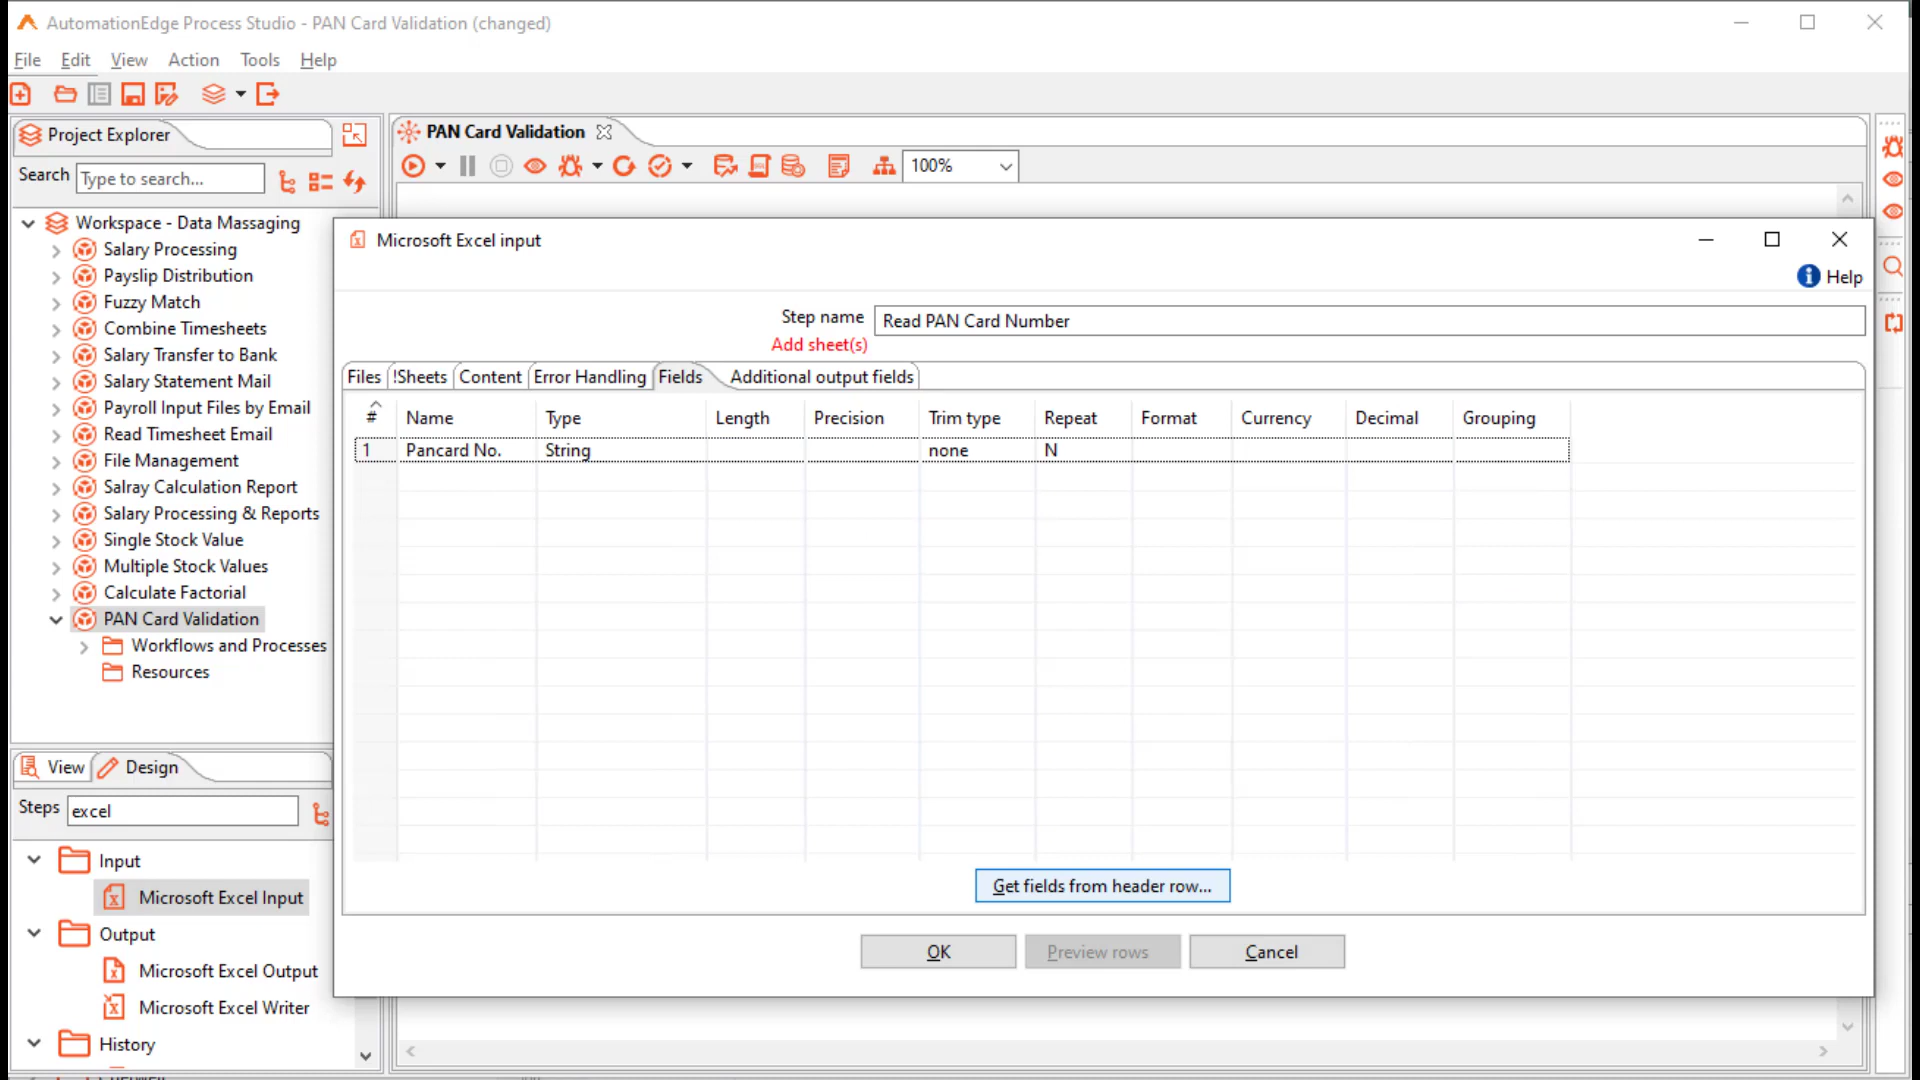 AutomationEdge Process Studio - PAN Card Validation (changed)
File Edit View Action Tools Help
Project Explorer
Search Type to search...
Workspace - Data Massaging
Salary Processing
Payslip Distribution
Fuzzy Match
Combine Timesheets
Salary Transfer to Bank
Salary Statement Mail
Payroll Input Files by Email
Read Timesheet Email
File Management
Salray Calculation Report
Salary Processing & Reports
Single Stock Value
Multiple Stock Values
Calculate Factorial
PAN Card Validation
Workflows and Processes
Resources
View Design
Steps excel
Input
Microsoft Excel Input
Output
Microsoft Excel Output
Microsoft Excel Writer
History
PAN Card Validation
100%
Microsoft Excel input
Help
Step name Read PAN Card Number
Add sheet(s)
Files !Sheets Content Error Handling Fields Additional output fields
# Name Type Length Precision Trim type Repeat Format Currency Decimal Grouping
1 Pancard No. String none N
Get fields from header row...
OK Preview rows Cancel